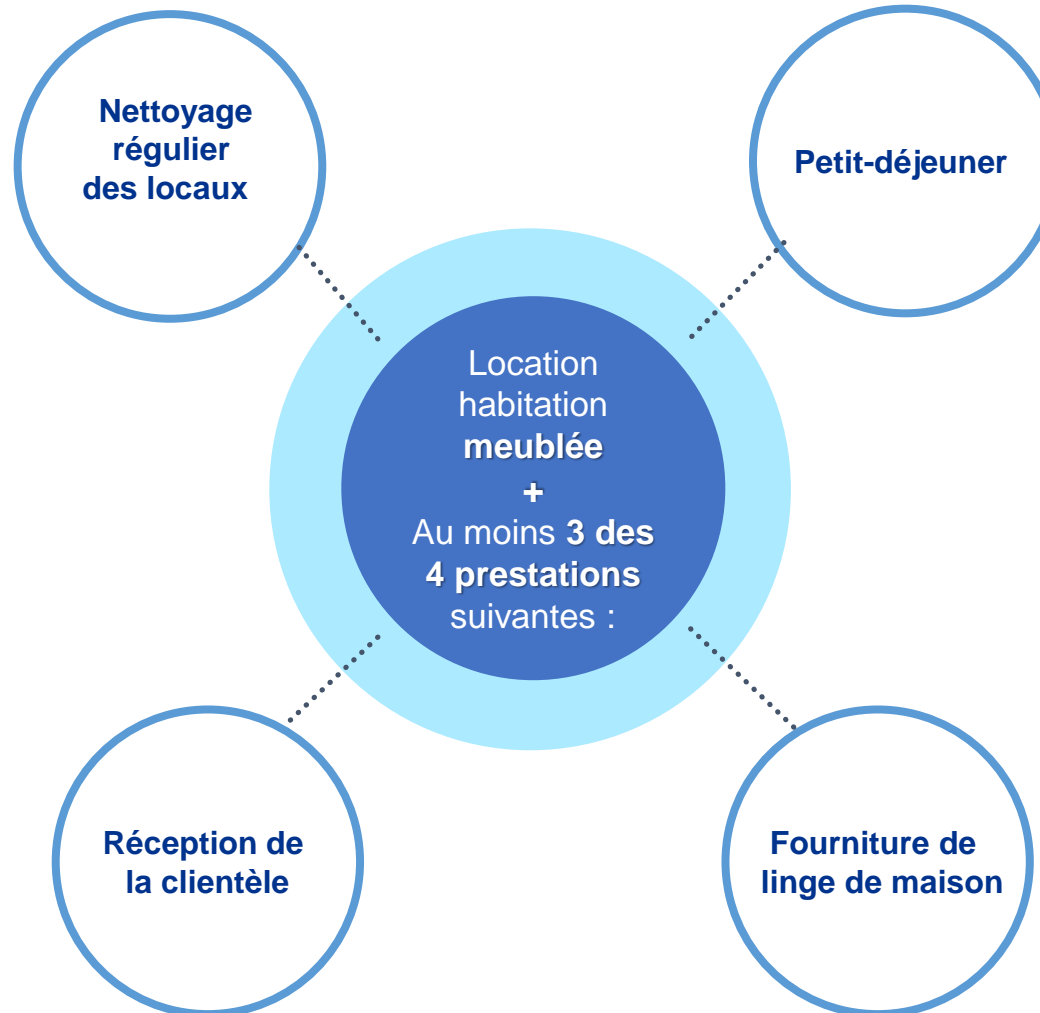 Nettoyage
régulier
des locaux
Petit-déjeuner
Location
habitation
meublée
+
Au moins 3 des
4 prestations
suivantes :
Réception de
la clientèle
Fourniture de
linge de maison